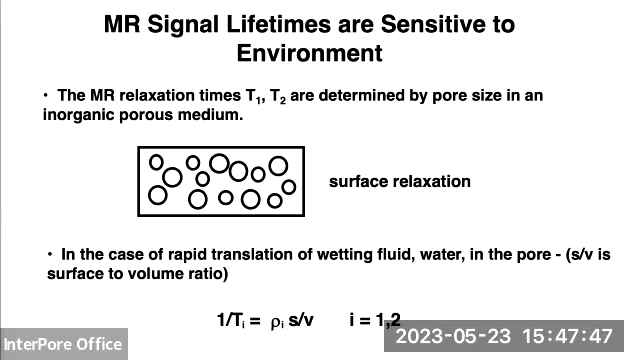 MR Signal Lifetimes are Sensitive to
Environment
• The MR relaxation times T₁, T₂ are determined by pore size in an
inorganic porous medium.
surface relaxation
• In the case of rapid translation of wetting fluid, water, in the pore - (s/v is
surface to volume ratio)
1/Tᵢ = ρᵢ s/v i = 1,2
InterPore Office
2023-05-23 15:47:47